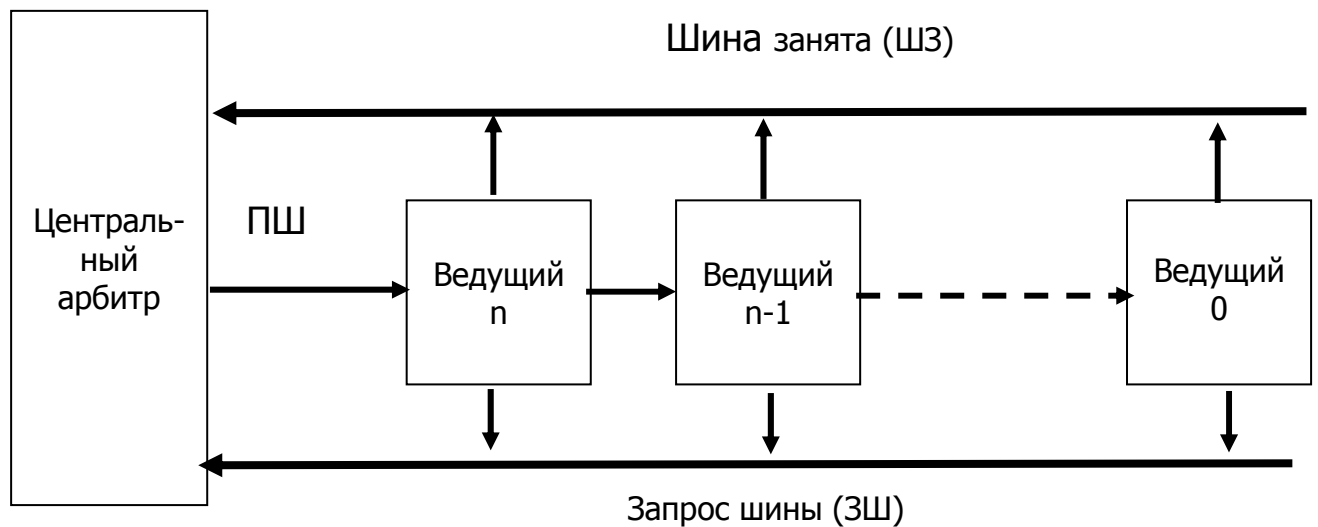 Шина занята (ШЗ)
Централь-
ный
арбитр
ПШ
Ведущий
n
Ведущий
n-1
Ведущий
0
Запрос шины (ЗШ)